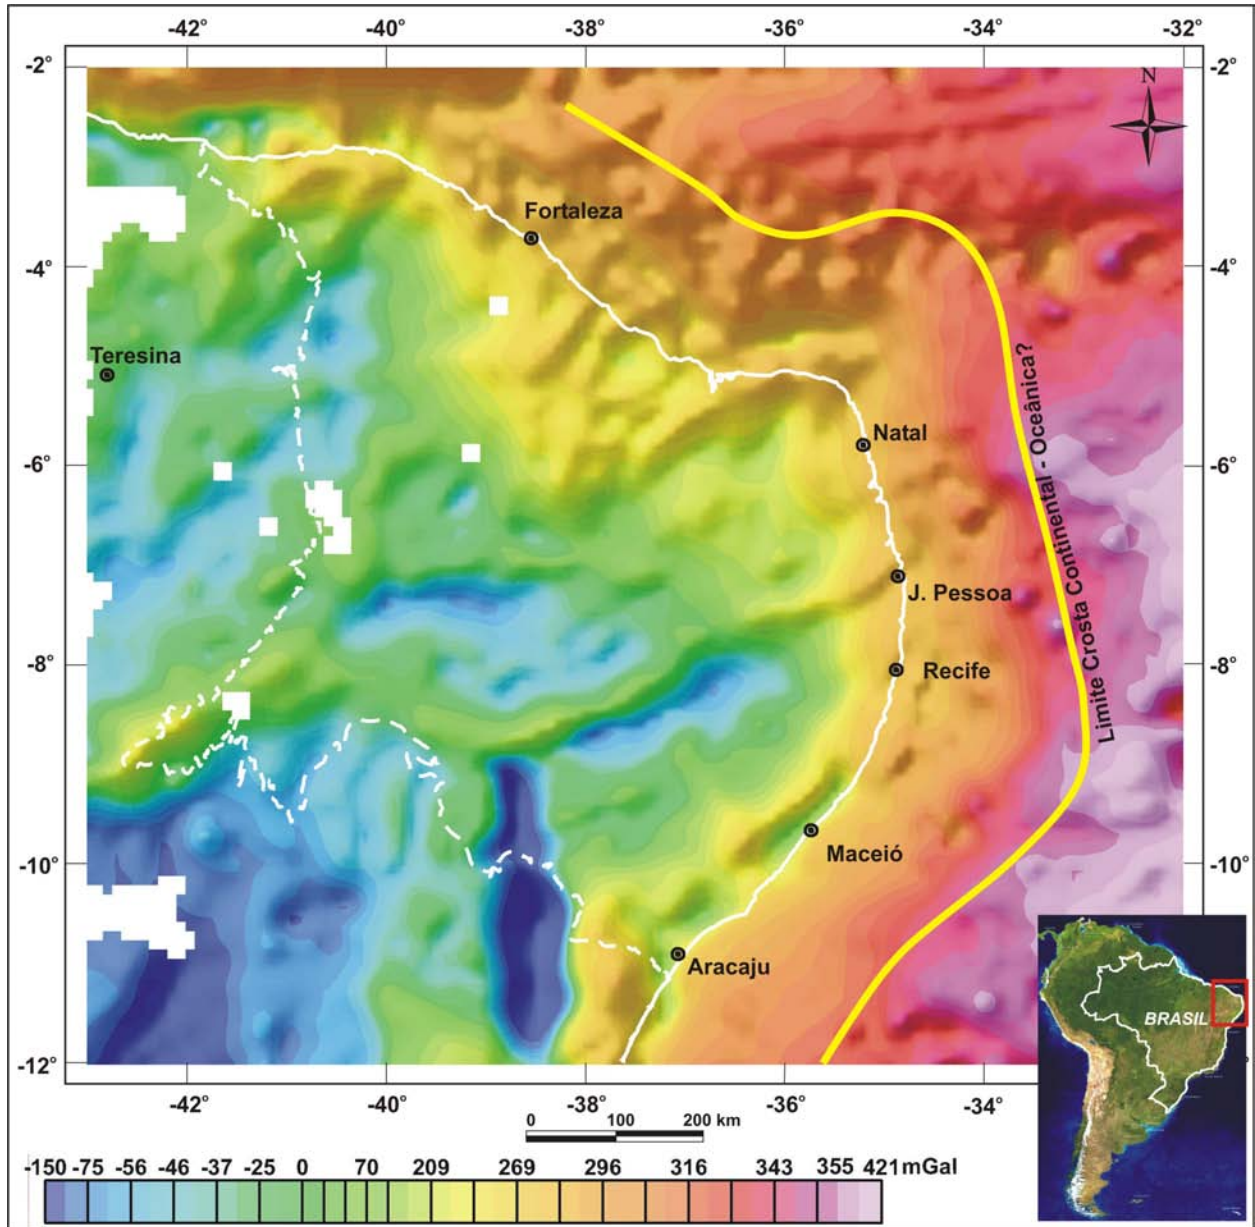 -42° -40° -38° -36° -34° -32°
-2° -2°
N
Fortaleza
-4° -4°
Teresina
Limite Crosta Continental - Oceânica?
Natal
-6° -6°
J. Pessoa
-8° Recife -8°
Maceió
-10° -10°
Aracaju
BRASIL
-12°
-42° -40° -38° -36° -34°
0 100 200 km
-150 -75 -56 -46 -37 -25 0 70 209 269 296 316 343 355 421 mGal